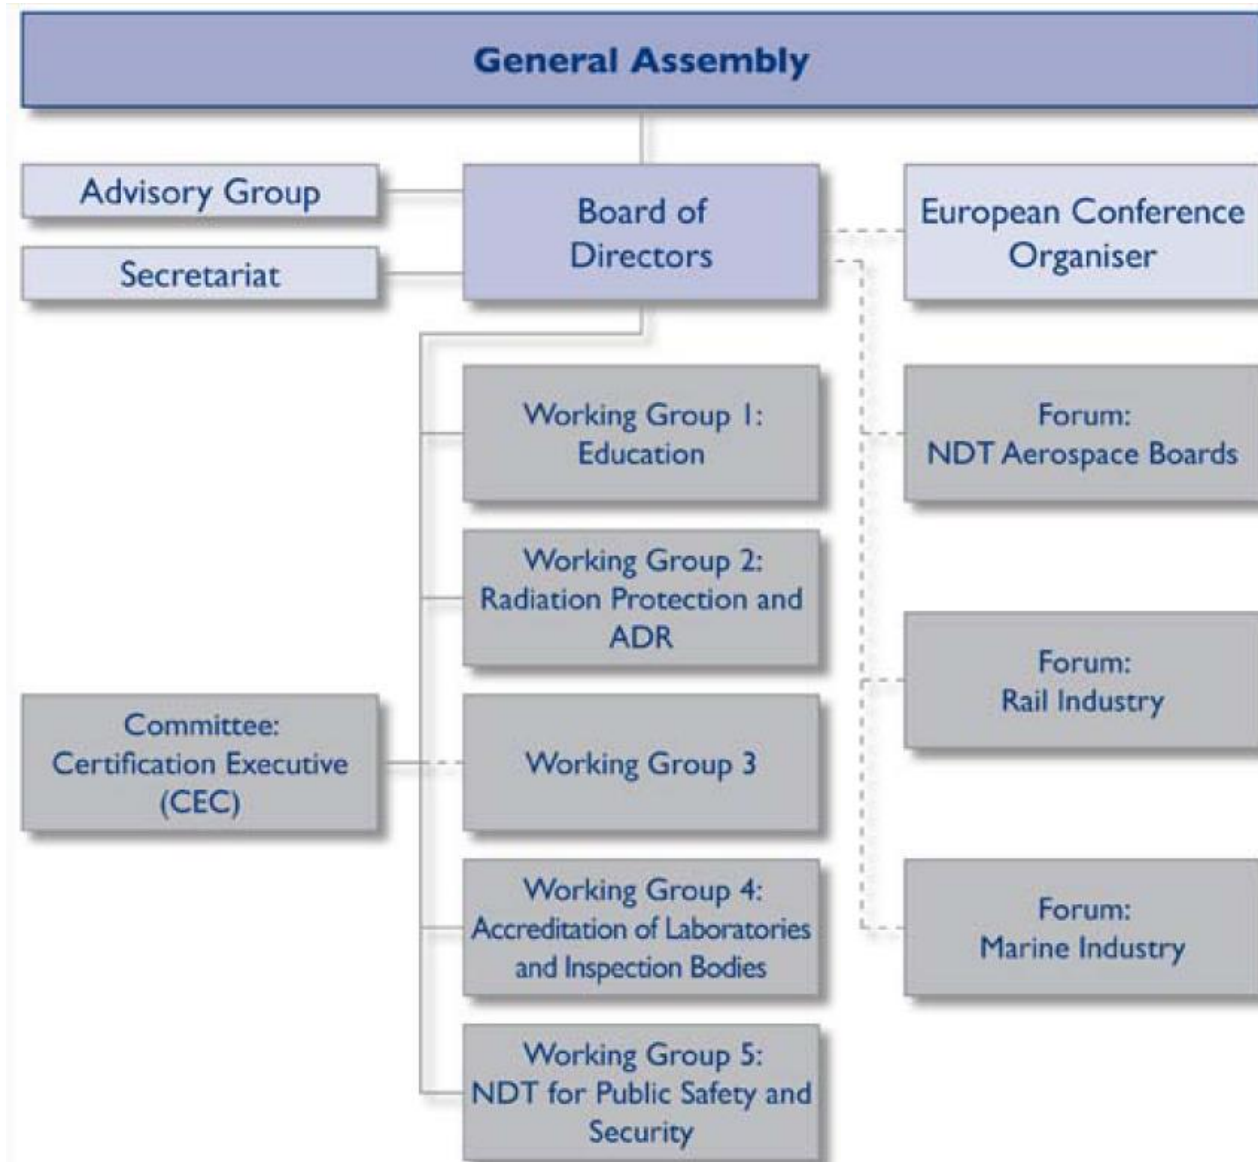 General Assembly
Advisory Group
Secretariat
Board of
Directors
European Conference
Organiser
Working Group 1:
Education
Working Group 2:
Radiation Protection and
ADR
Committee:
Certification Executive
(CEC)
Working Group 3
Working Group 4:
Accreditation of Laboratories
and Inspection Bodies
Working Group 5:
NDT for Public Safety and
Security
Forum:
NDT Aerospace Boards
Forum:
Rail Industry
Forum:
Marine Industry